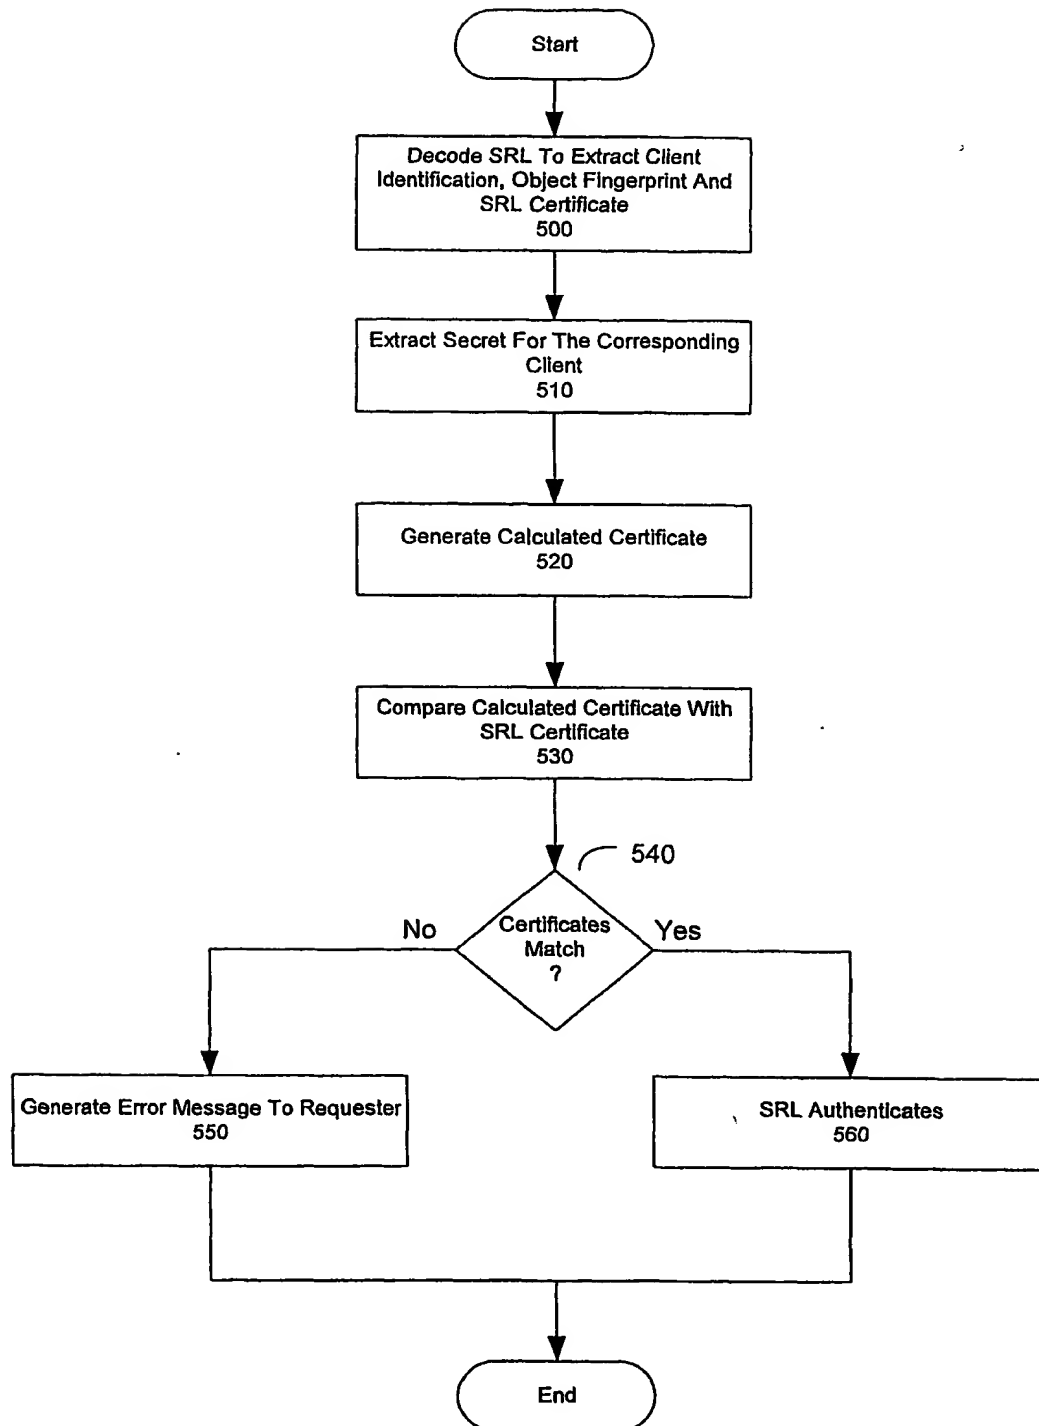 Start
Decode SRL To Extract Client
Identification, Object Fingerprint And
SRL Certificate
500
Extract Secret For The Corresponding
Client
510
Generate Calculated Certificate
520
Compare Calculated Certificate With
SRL Certificate
530
540
Certificates
Match
?
No
Yes
Generate Error Message To Requester
550
SRL Authenticates
560
End